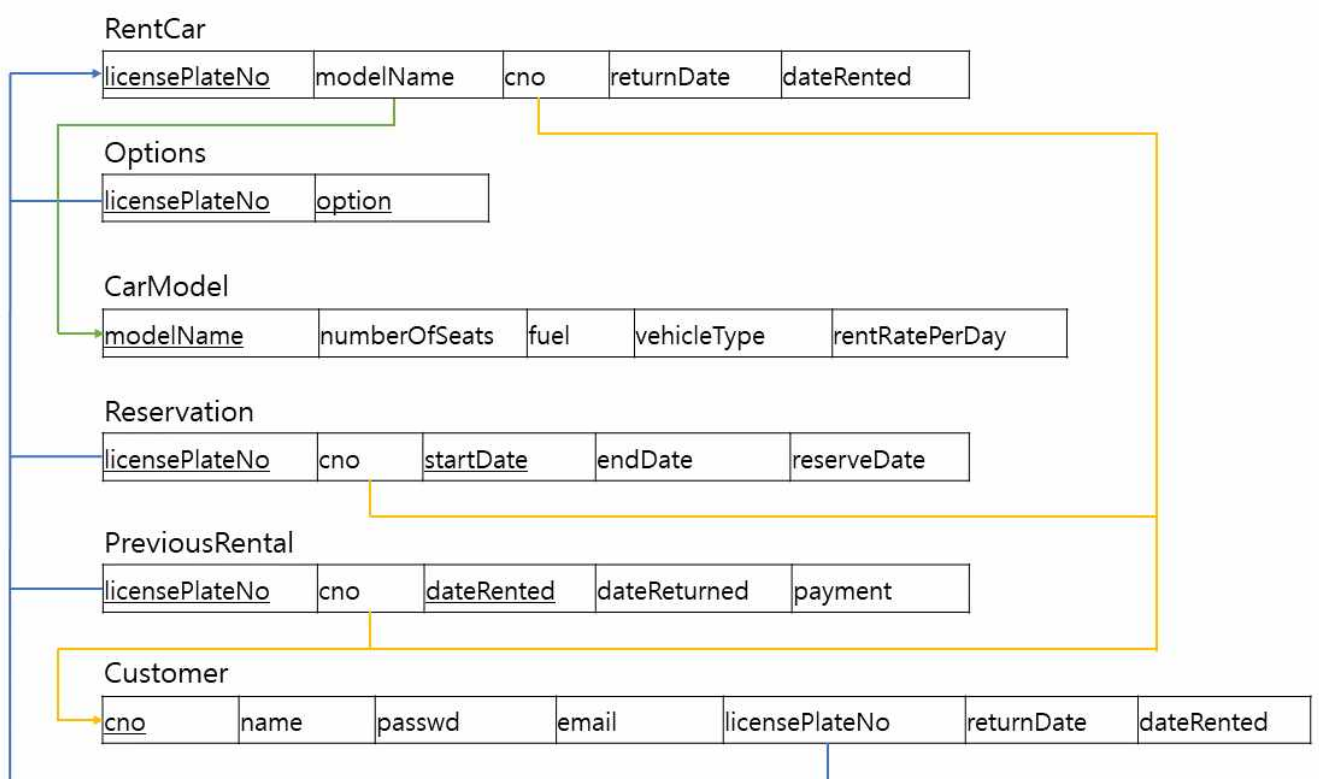 RentCar
licensePlateNo modelName cno returnDate dateRented
Options
licensePlateNo option
CarModel
modelName numberOfSeats fuel vehicleType rentRatePerDay
Reservation
licensePlateNo cno startDate endDate reserveDate
PreviousRental
licensePlateNo cno dateRented dateReturned payment
Customer
cno name passwd email licensePlateNo returnDate dateRented